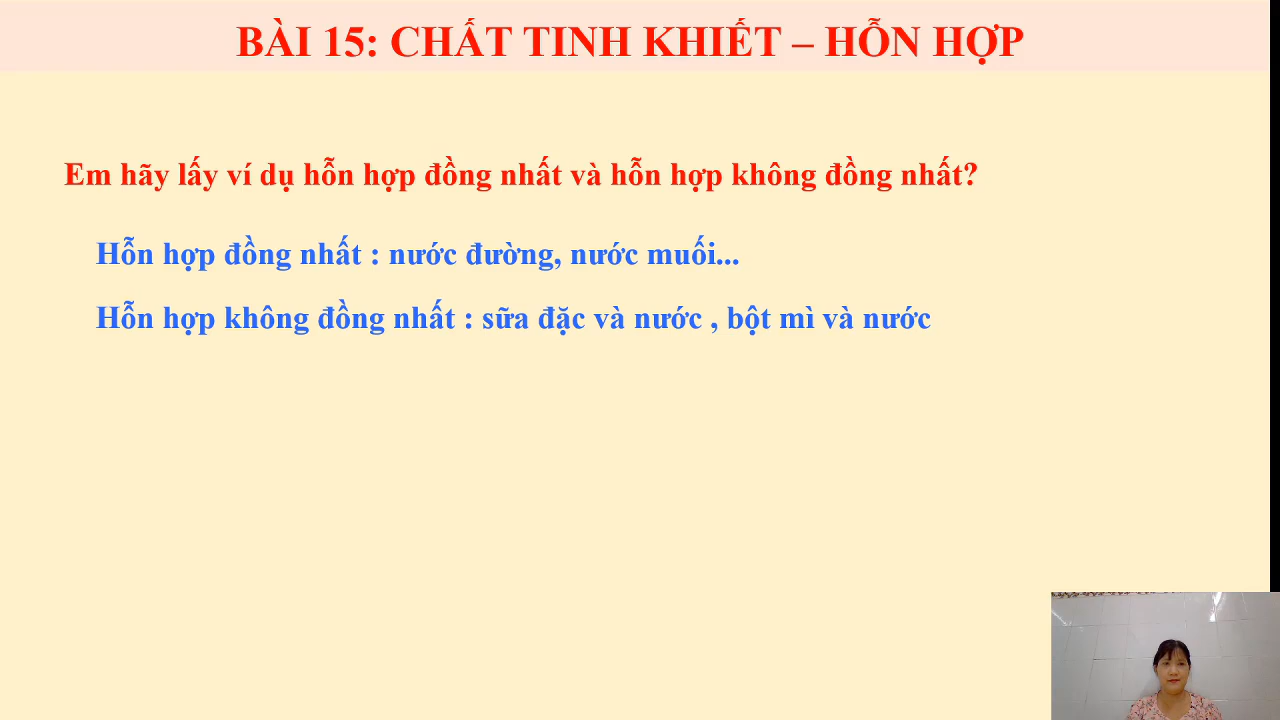 BÀI 15: CHẤT TINH KHIẾT – HỖN HỢP
Em hãy lấy ví dụ hỗn hợp đồng nhất và hỗn hợp không đồng nhất?
Hỗn hợp đồng nhất : nước đường, nước muối...
Hỗn hợp không đồng nhất : sữa đặc và nước , bột mì và nước